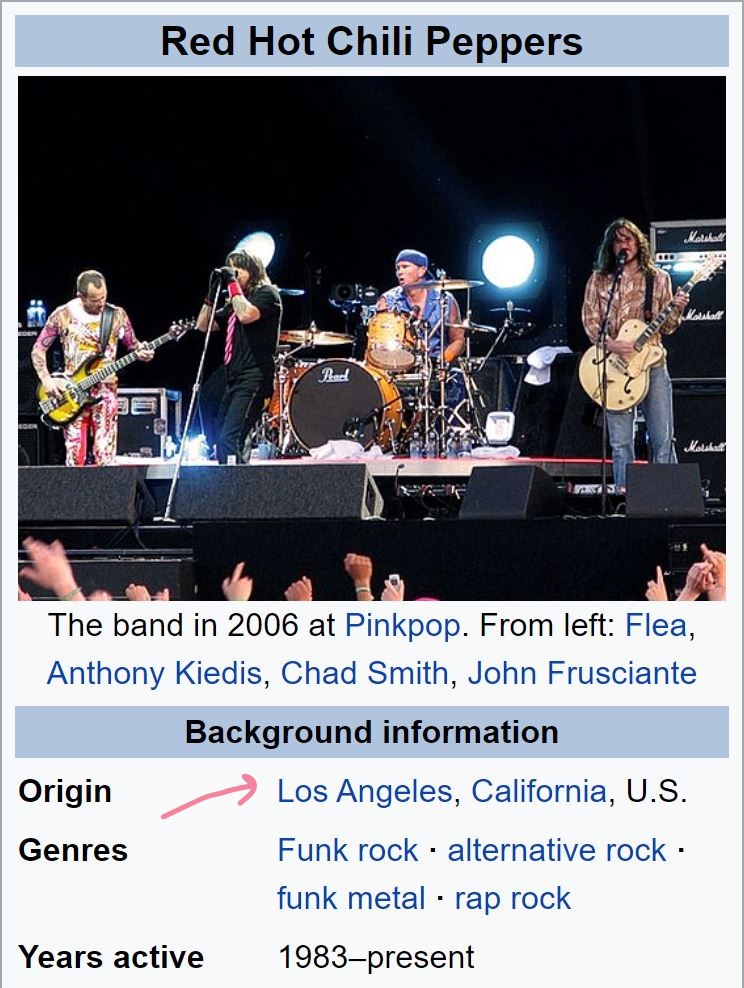 Red Hot Chili Peppers
Marshall
Marshall
Pearl
Marshall
The band in 2006 at Pinkpop. From left: Flea,
Anthony Kiedis, Chad Smith, John Frusciante
Background information
Origin Los Angeles, California, U.S.
Genres Funk rock · alternative rock ·
funk metal · rap rock
Years active 1983–present